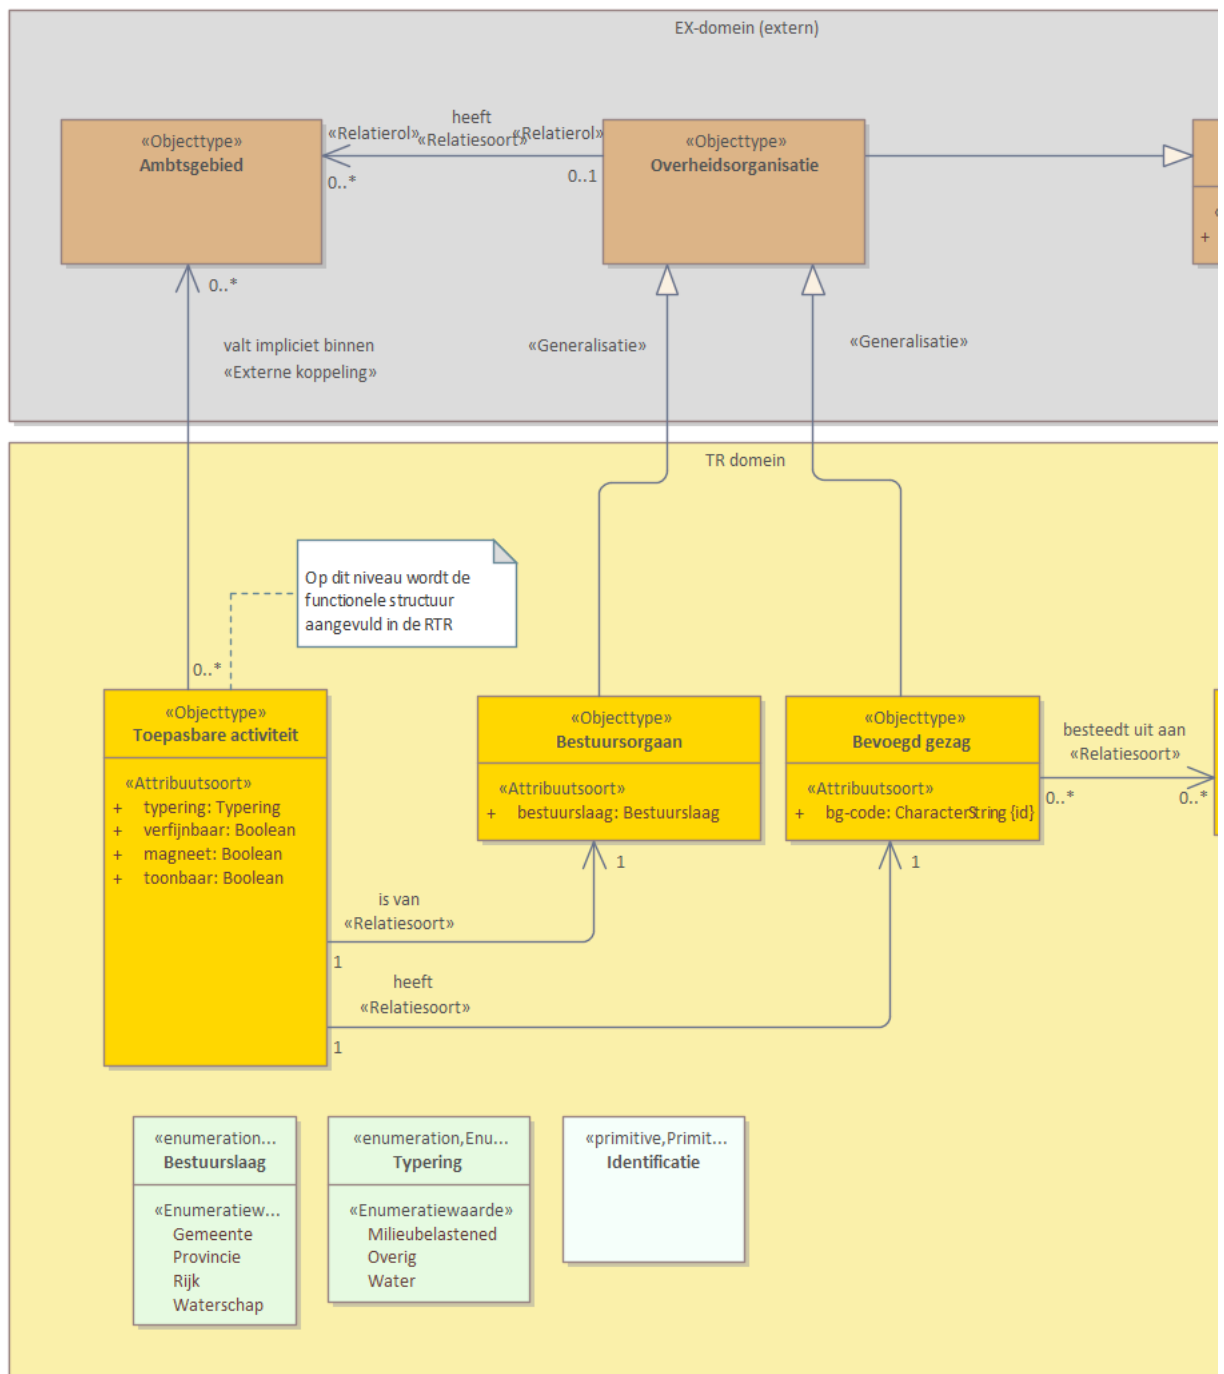 EX-domein (extern)
«Objecttype»
Ambtsgebied
«Relatierol»
heeft
«Relatiesoort»
«Relatierol»
0..*
0..1
«Objecttype»
Overheidsorganisatie
«
+
0..*
valt impliciet binnen
«Externe koppeling»
«Generalisatie»
«Generalisatie»
TR domein
Op dit niveau wordt de
functionele structuur
aangevuld in de RTR
0..*
«Objecttype»
Toepasbare activiteit
«Attribuutsoort»
+ typering: Typering
+ verfijnbaar: Boolean
+ magneet: Boolean
+ toonbaar: Boolean
«Objecttype»
Bestuursorgaan
«Attribuutsoort»
+ bestuurslaag: Bestuurslaag
«Objecttype»
Bevoegd gezag
«Attribuutsoort»
+ bg-code: CharacterString {id}
besteedt uit aan
«Relatiesoort»
0..*
0..*
1
1
is van
«Relatiesoort»
1
heeft
«Relatiesoort»
1
«enumeration...
Bestuurslaag
«Enumeratiew...
Gemeente
Provincie
Rijk
Waterschap
«enumeration,Enu...
Typering
«Enumeratiewaarde»
Milieubelastened
Overig
Water
«primitive,Primit...
Identificatie